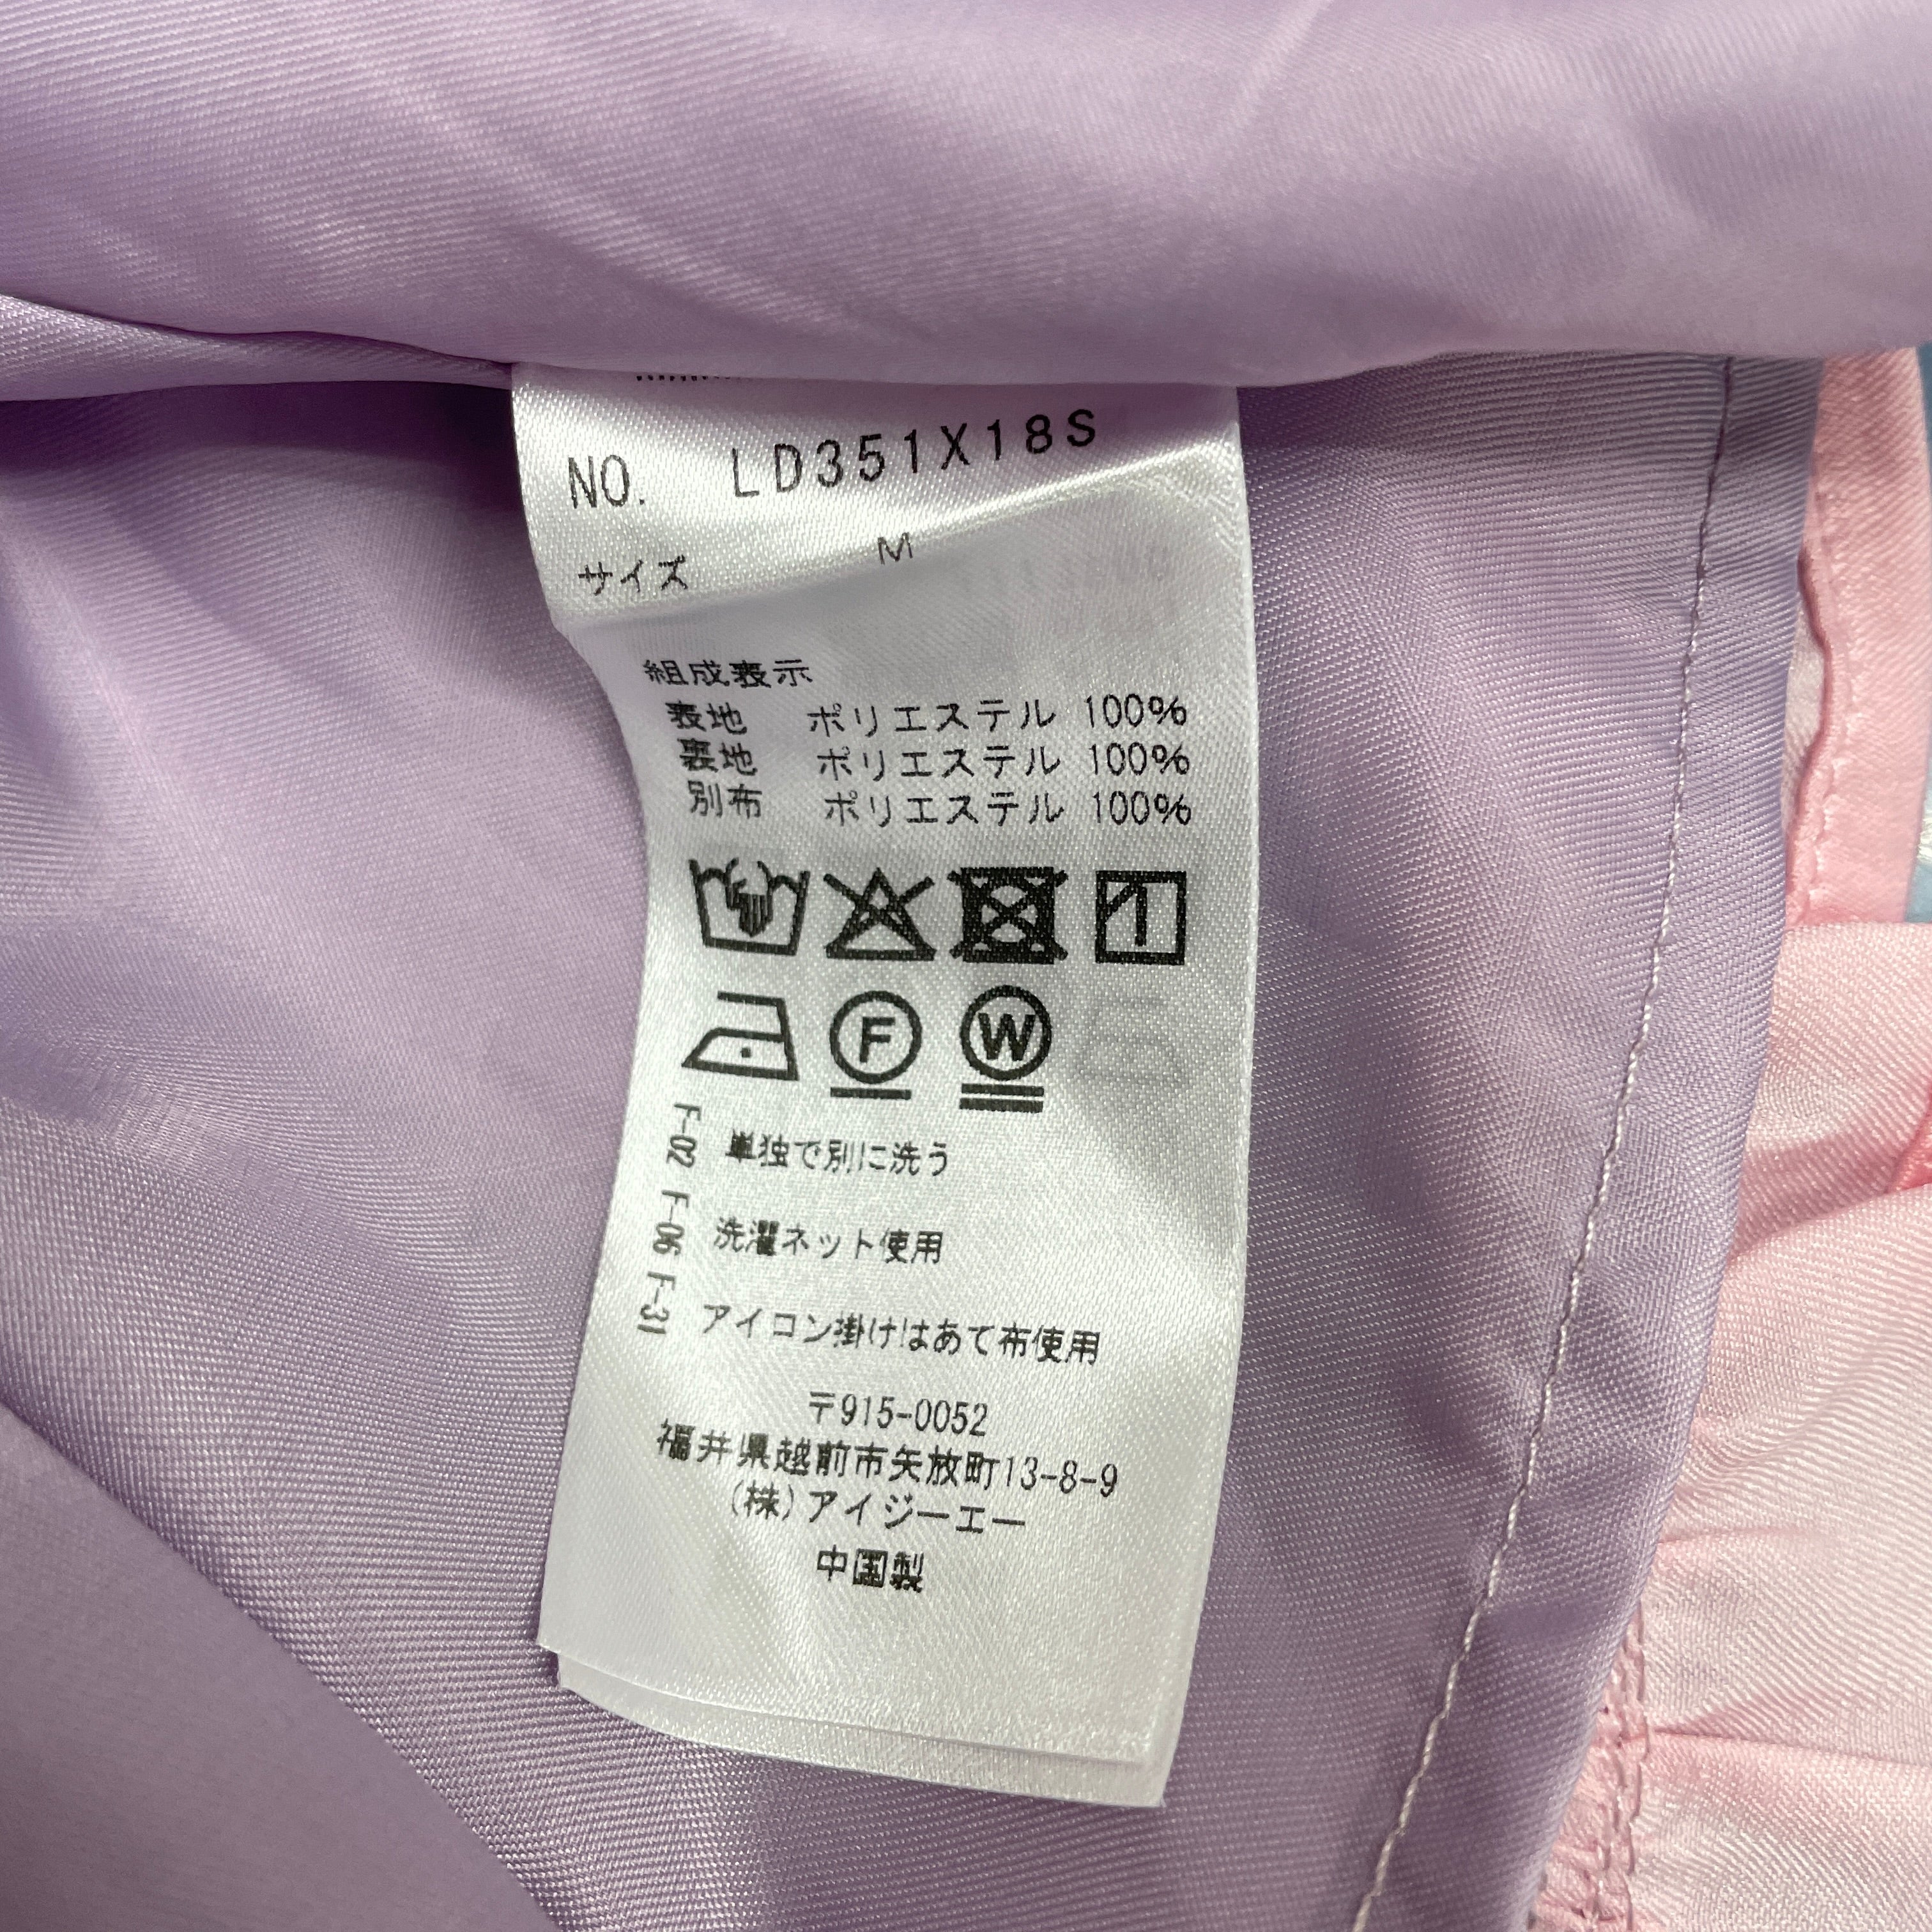 NO. LD351X18S
サイズ M
組成表示
表地 ポリエステル 100%
裏地 ポリエステル 100%
別布 ポリエステル 100%
F W
F-02 単独で別に洗う
F-06 洗濯ネット使用
F-31 アイロン掛けはあて布使用
〒915-0052
福井県越前市矢放町13-8-9
(株)アイジーエー
中国製